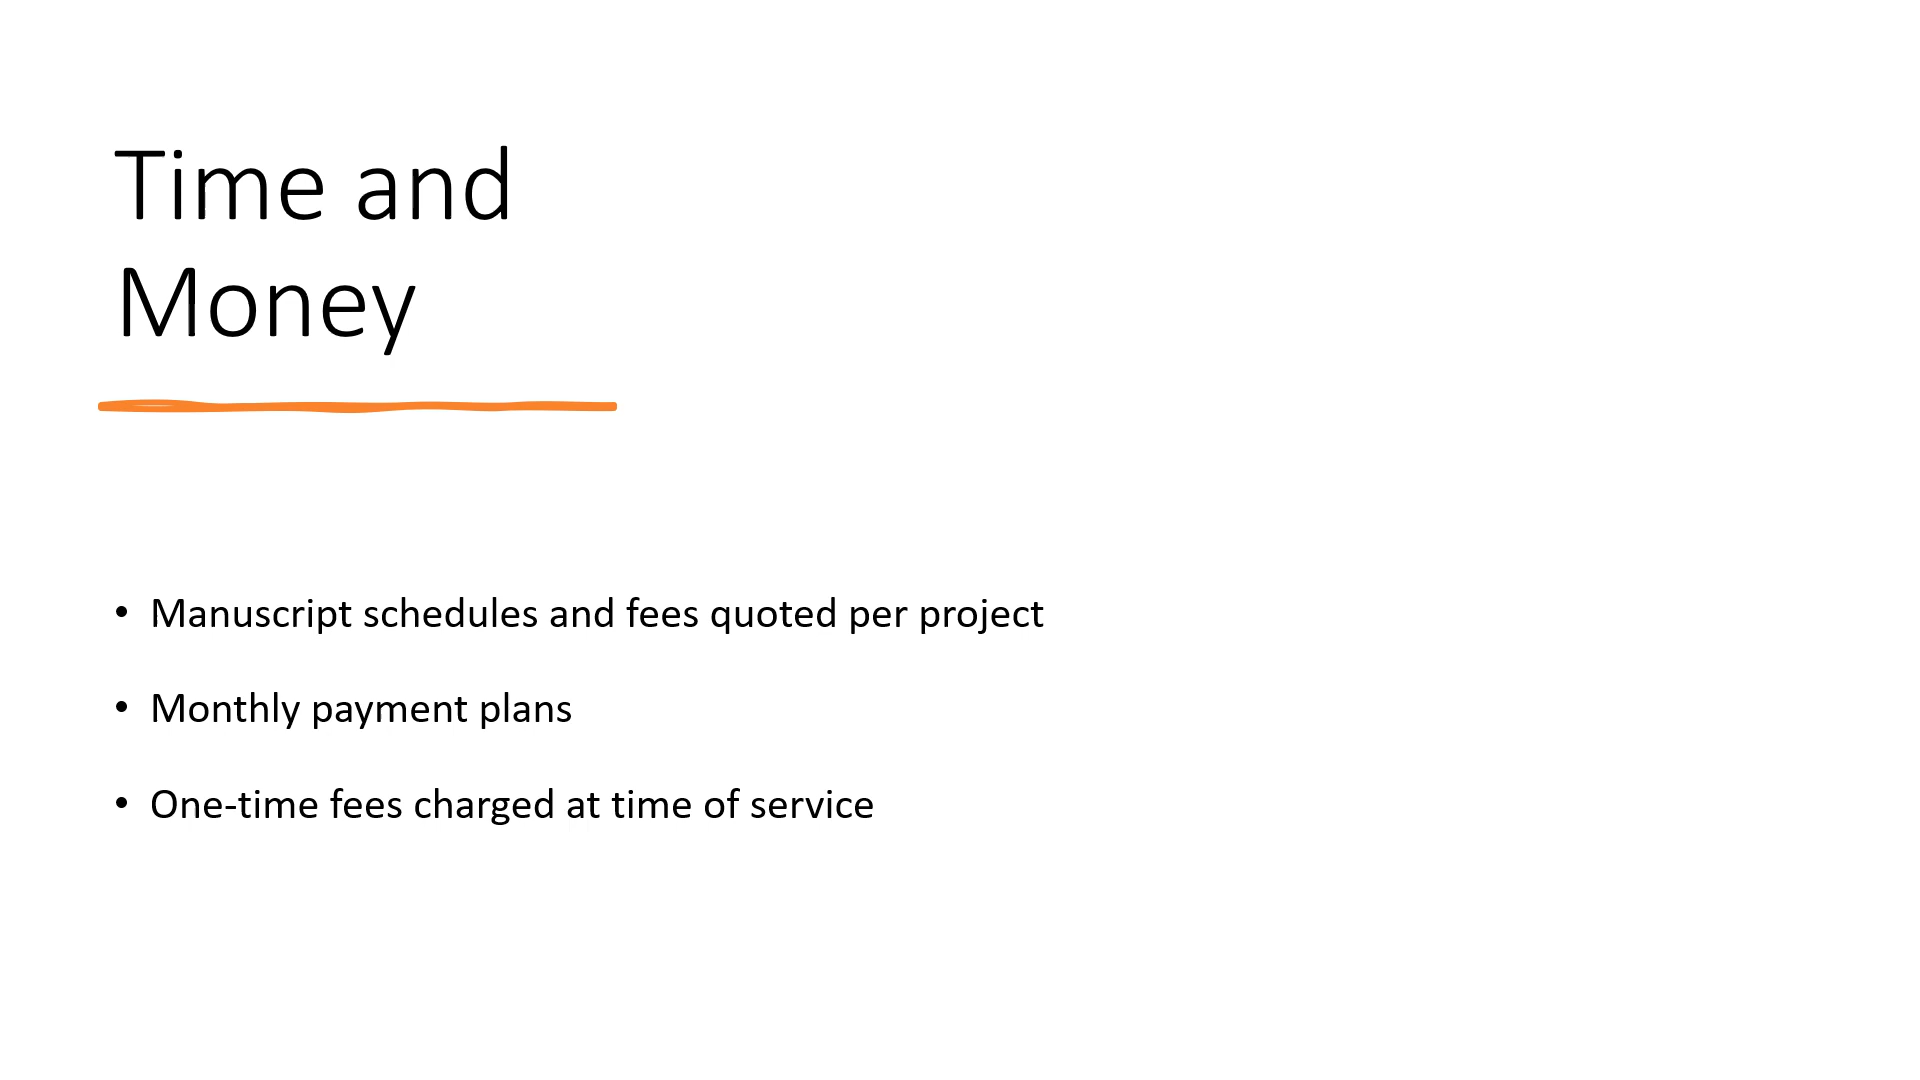 Time and
Money
• Manuscript schedules and fees quoted per project
• Monthly payment plans
• One-time fees charged at time of service